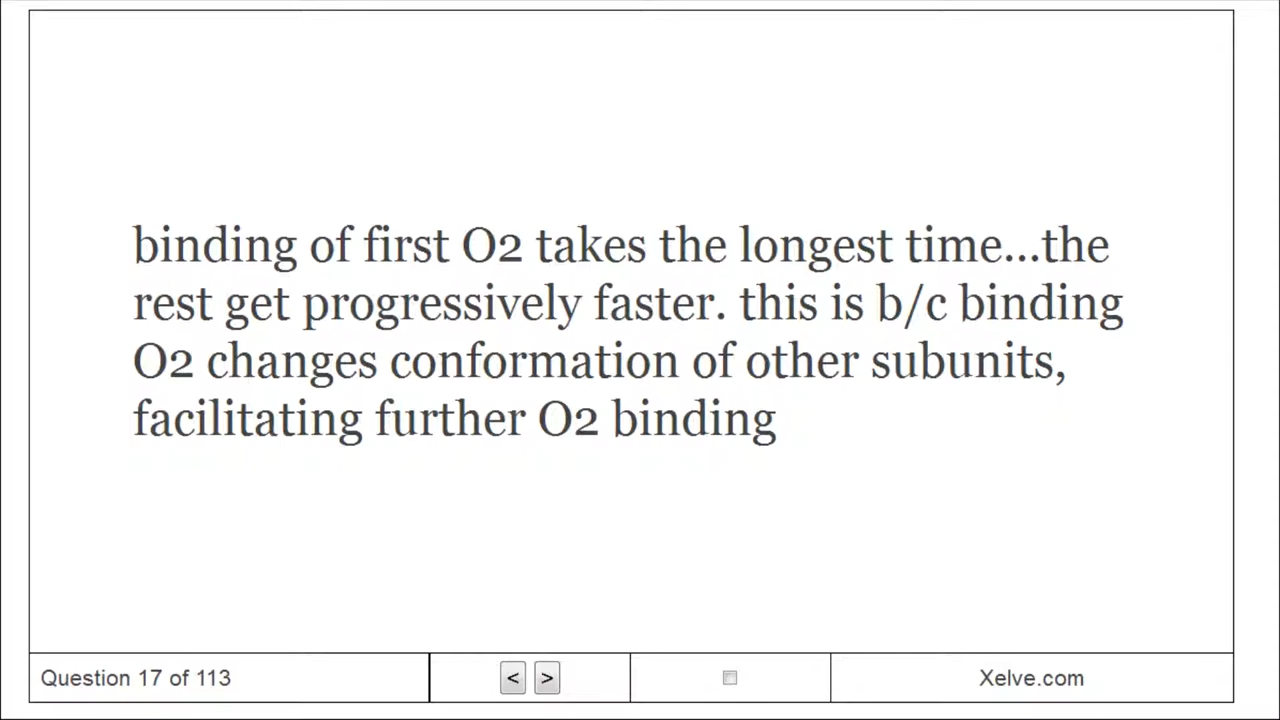 binding of first O2 takes the longest time...the
rest get progressively faster. this is b/c binding
O2 changes conformation of other subunits,
facilitating further O2 binding
Question 17 of 113
< >
Xelve.com